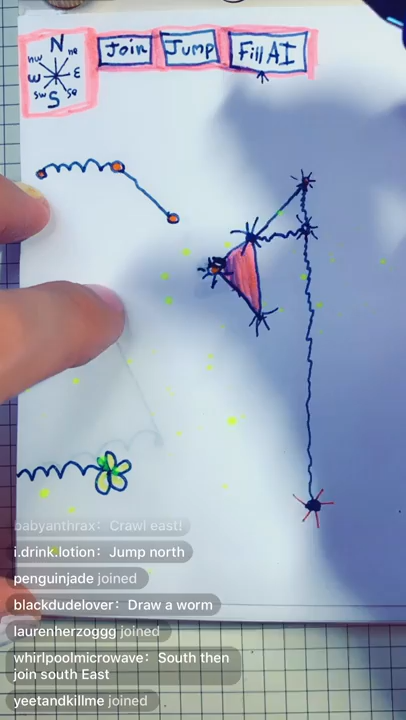 N
nw ne
W E
sw se
S
Join
Jump
Fill AI
babyanthrax: Crawl east!
i.drink.lotion: Jump north
penguinjade joined
blackdudelover: Draw a worm
laurenherzoggg joined
whirlpoolmicrowave: South then
join south East
yeetandkillme joined